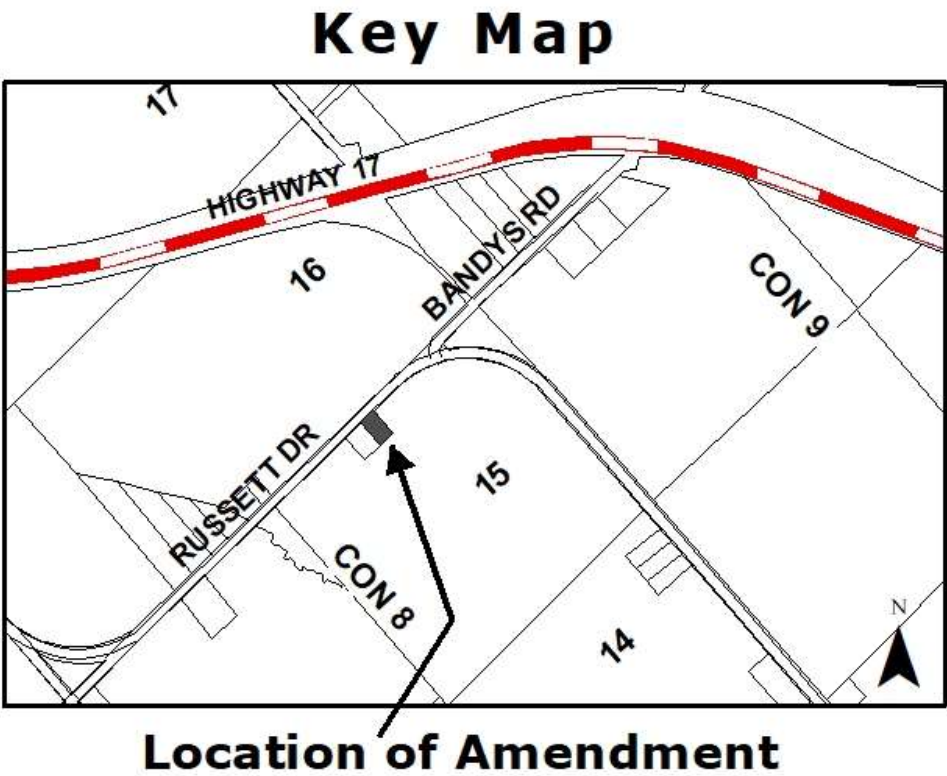 Key Map
17
HIGHWAY 17
BANDYS RD
16
CON 9
RUSSETT DR
15
CON 8
14
N
Location of Amendment